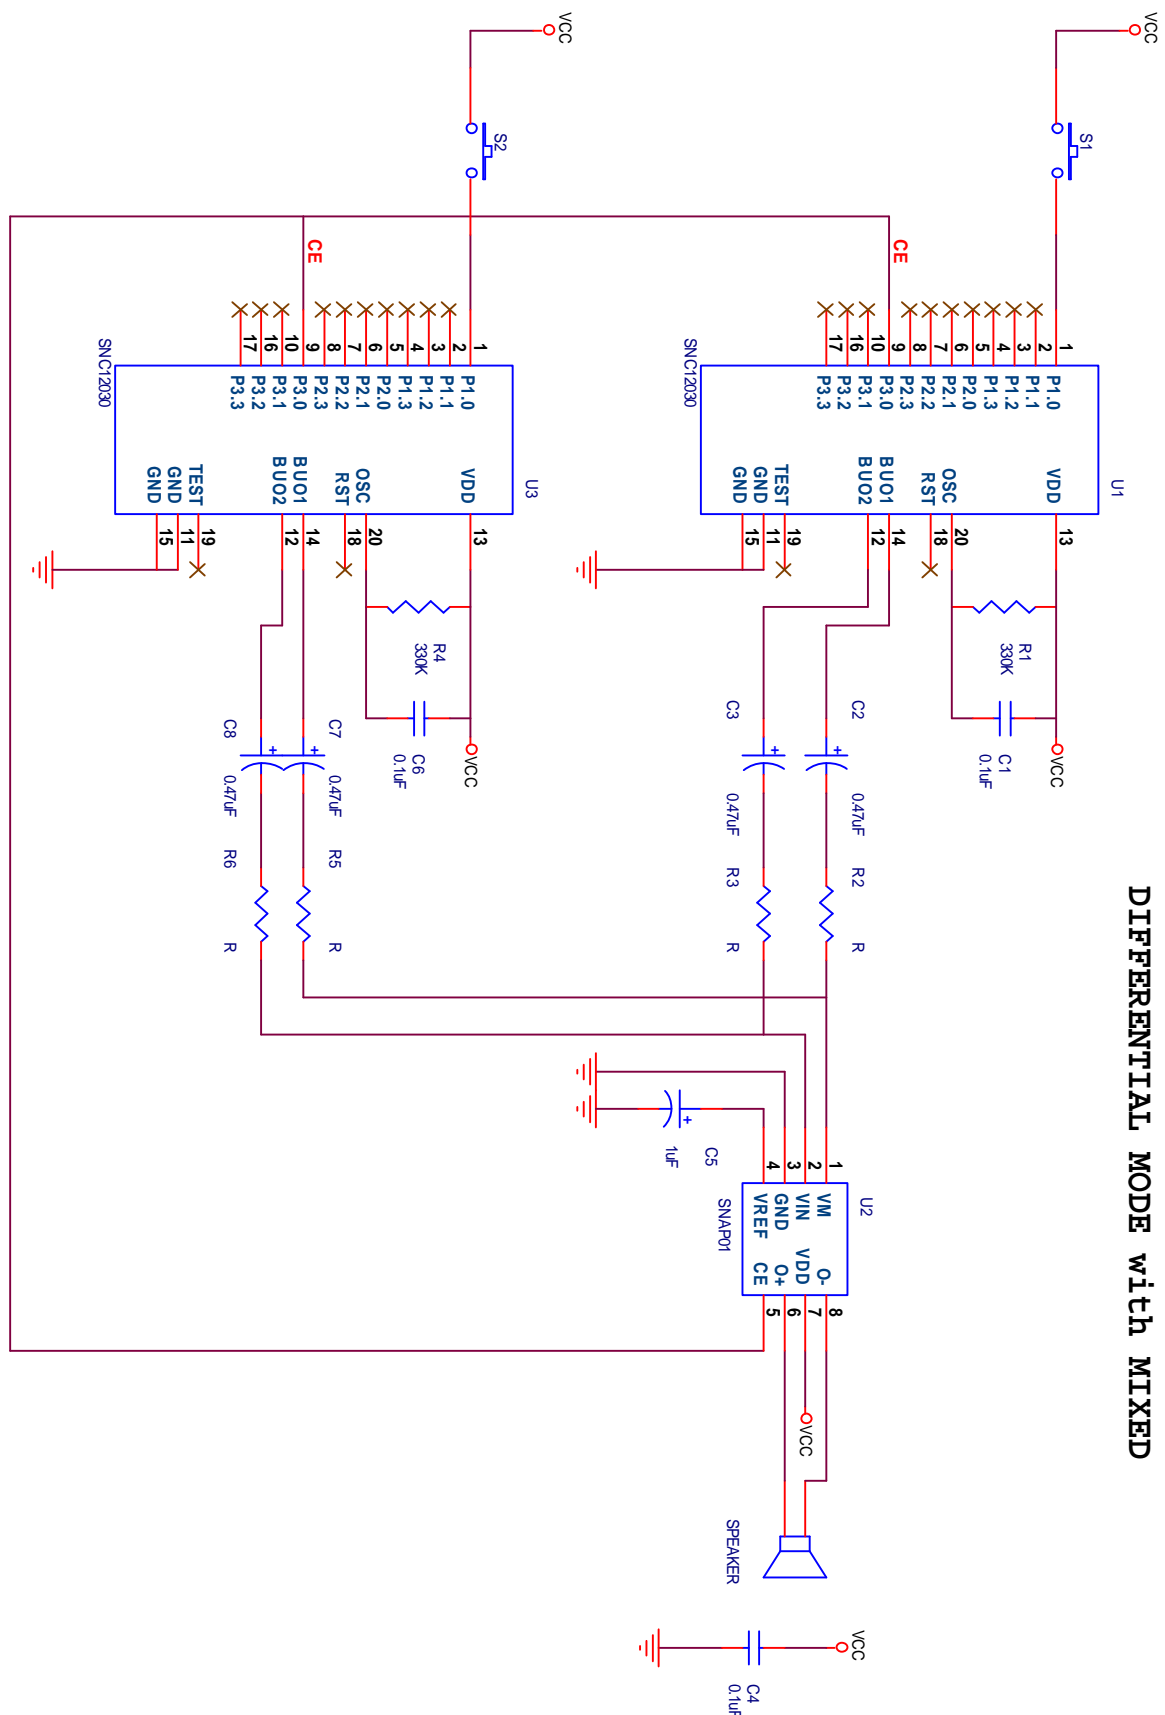 DIFFERENTIAL MODE with MIXED
VCC
S1
CE
U1
SNC12030
1 P1.0
2 P1.1
3 P1.2
4 P1.3
5 P2.0
6 P2.1
7 P2.2
8 P2.3
9 P3.0
10 P3.1
16 P3.2
17 P3.3
VDD 13
OSC 20
RST 18
BUO1 14
BUO2 12
TEST 19
GND 11
GND 15
R1
330K
C1
0.1uF
VCC
C2
0.47uF
R2
R
C3
0.47uF
R3
R
VCC
S2
CE
U3
SNC12030
1 P1.0
2 P1.1
3 P1.2
4 P1.3
5 P2.0
6 P2.1
7 P2.2
8 P2.3
9 P3.0
10 P3.1
16 P3.2
17 P3.3
VDD 13
OSC 20
RST 18
BUO1 14
BUO2 12
TEST 19
GND 11
GND 15
R4
330K
C6
0.1uF
VCC
C7
0.47uF
R5
R
C8
0.47uF
R6
R
C5
1uF
U2
SNAP01
1 VM
2 VIN
3 GND
4 VREF
O- 8
VDD 7
O+ 6
CE 5
VCC
SPEAKER
VCC
C4
0.1uF